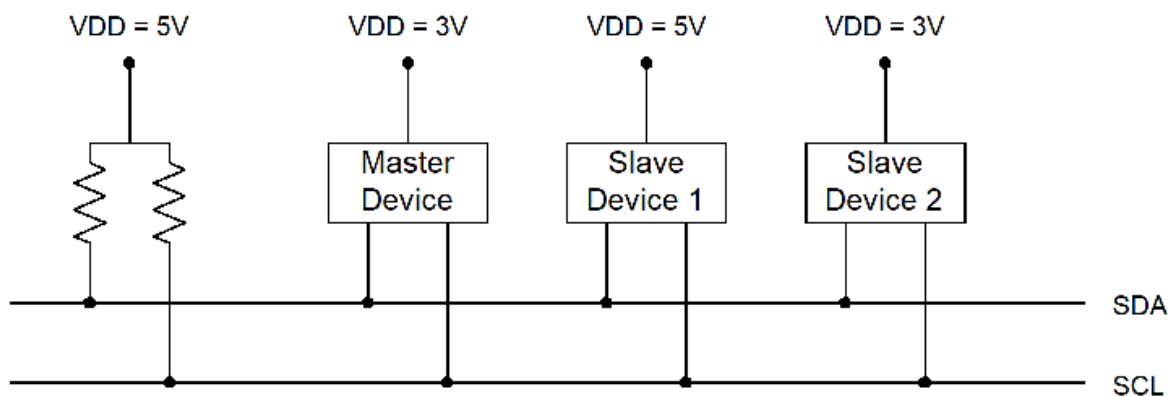 VDD = 5V
VDD = 3V
VDD = 5V
VDD = 3V
Master
Device
Slave
Device 1
Slave
Device 2
SDA
SCL